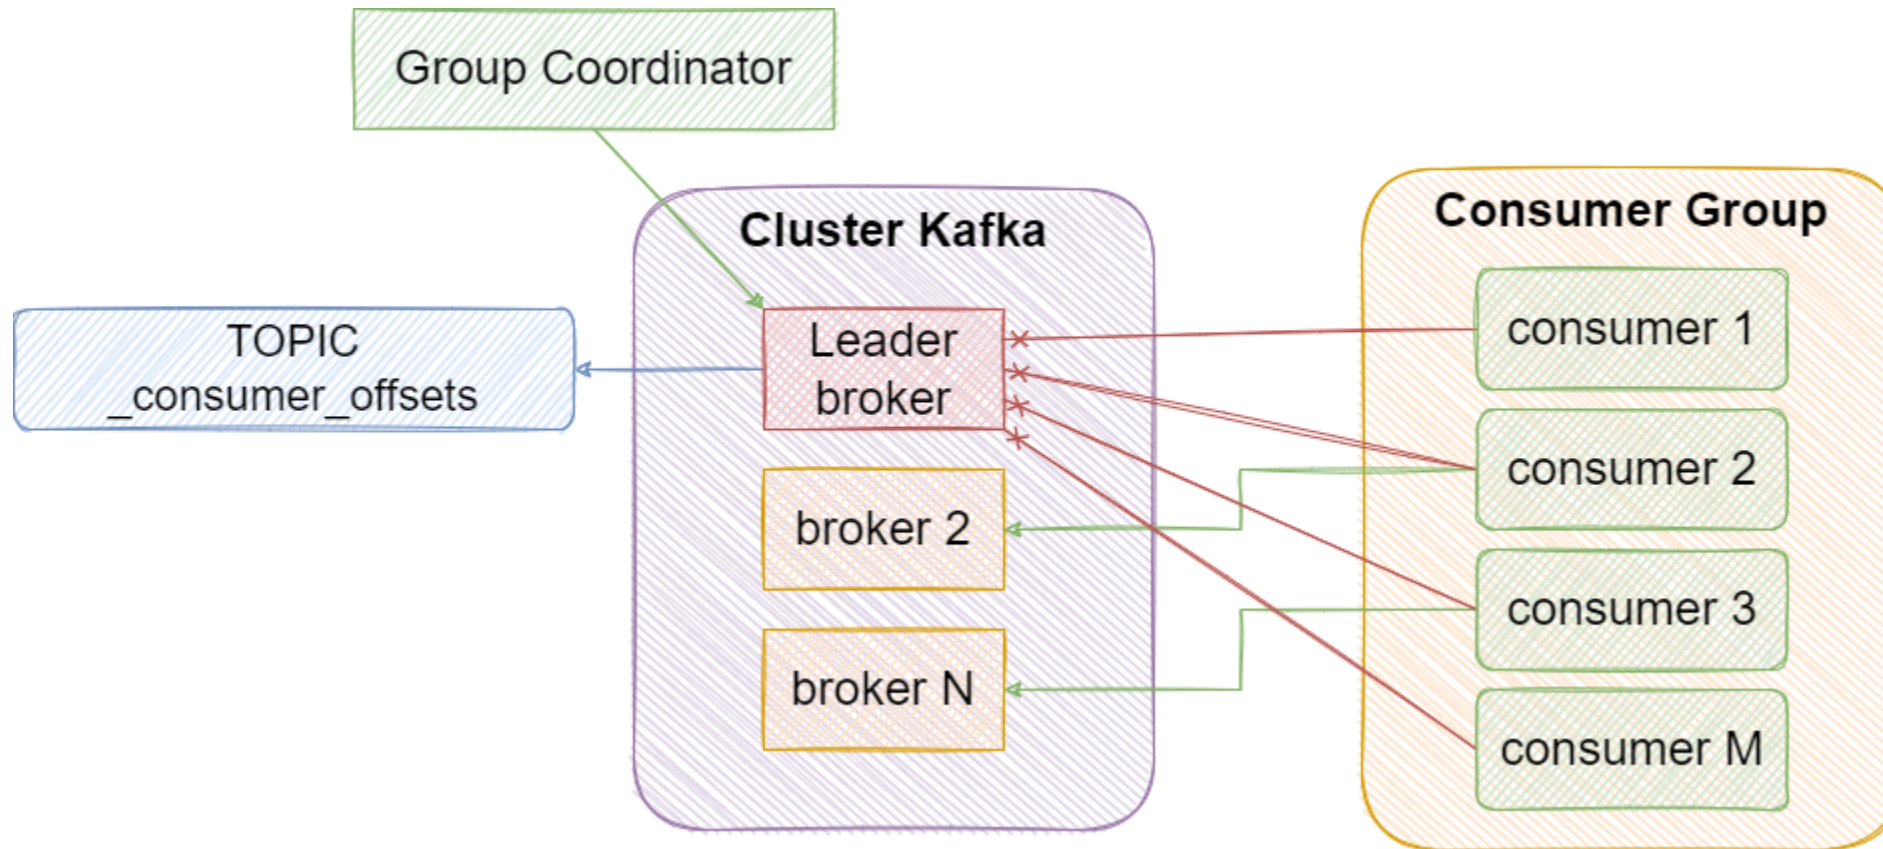 Group Coordinator
Cluster Kafka
Consumer Group
TOPIC
_consumer_offsets
Leader
broker
broker 2
broker N
consumer 1
consumer 2
consumer 3
consumer M